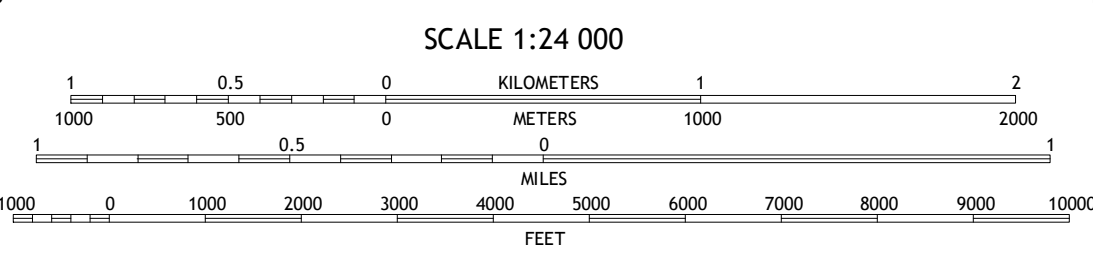 SCALE 1:24 000
1 0.5 0 KILOMETERS 1 2
1000 500 0 METERS 1000 2000
1 0.5 0 1
MILES
1000 0 1000 2000 3000 4000 5000 6000 7000 8000 9000 10000
FEET